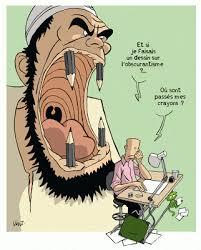 Et si
je faisais
un dessin sur
l'obscurantisme
?...
Où sont
passés mes
crayons ?